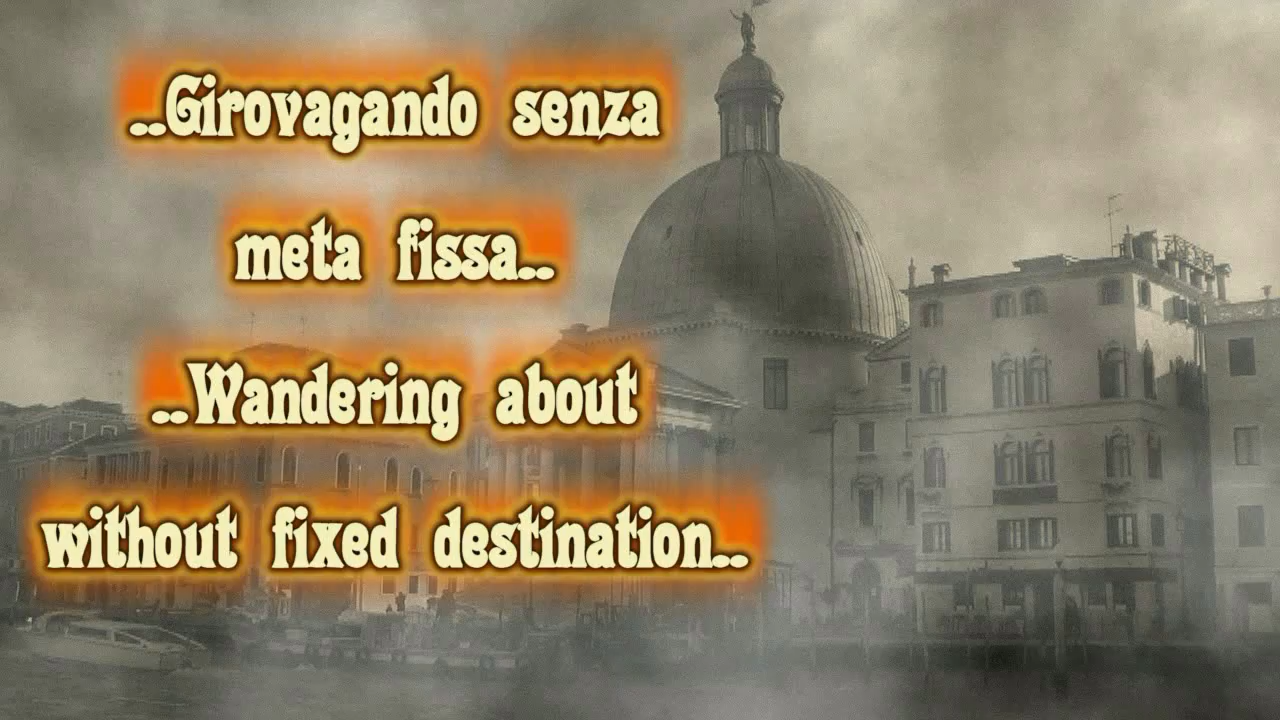 ..Girovagando senza
meta fissa..
..Wandering about
without fixed destination..